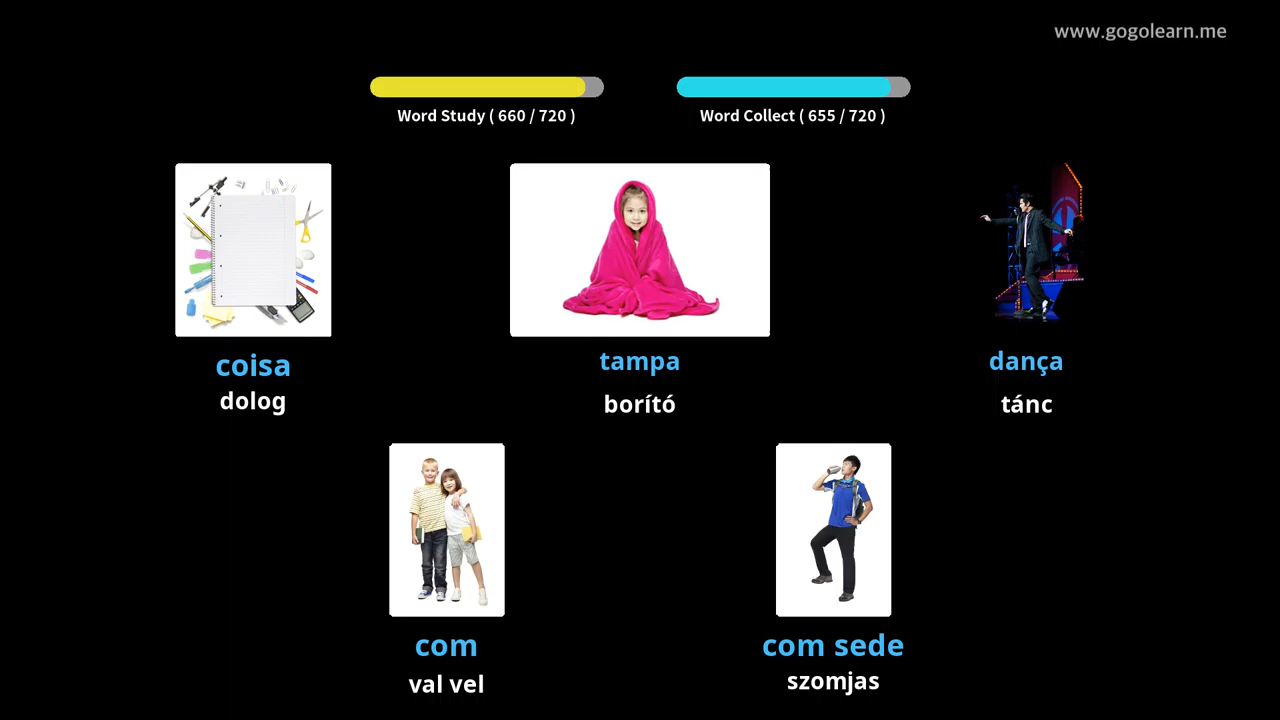 www.gogolearn.me
Word Study ( 660 / 720 )
Word Collect ( 655 / 720 )
coisa
dolog
tampa
borító
dança
tánc
com
val vel
com sede
szomjas